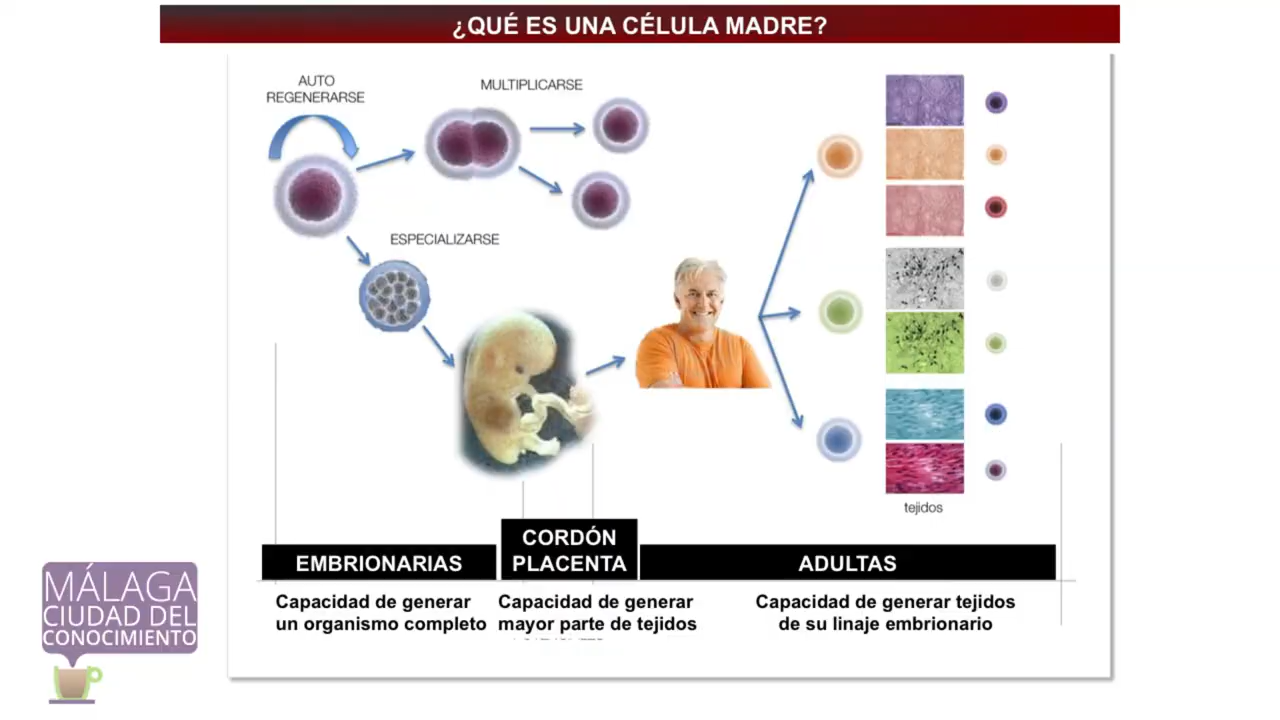 ¿QUÉ ES UNA CÉLULA MADRE?
AUTO
REGENERARSE
MULTIPLICARSE
ESPECIALIZARSE
tejidos
EMBRIONARIAS
CORDÓN
PLACENTA
ADULTAS
Capacidad de generar
un organismo completo
Capacidad de generar
mayor parte de tejidos
Capacidad de generar tejidos
de su linaje embrionario
MÁLAGA
CIUDAD DEL
CONOCIMIENTO